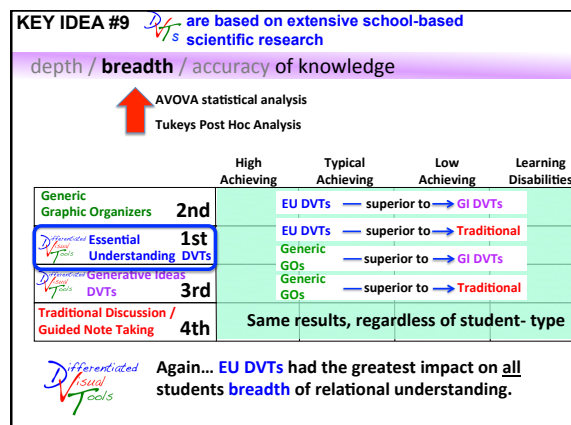 KEY IDEA #9 DVTs are based on extensive school-based
scientific research
depth / breadth / accuracy of knowledge
AVOVA statistical analysis
Tukeys Post Hoc Analysis
High Achieving
Typical Achieving
Low Achieving
Learning Disabilities
Generic
Graphic Organizers 2nd
EU DVTs superior to GI DVTs
Differentiated Visual Tools Essential 1st
Understanding DVTs
EU DVTs superior to Traditional
Generic GOs superior to GI DVTs
Differentiated Visual Tools Generative Ideas
DVTs 3rd
Generic GOs superior to Traditional
Traditional Discussion /
Guided Note Taking 4th
Same results, regardless of student- type
Differentiated
Visual
Tools
Again... EU DVTs had the greatest impact on all
students breadth of relational understanding.